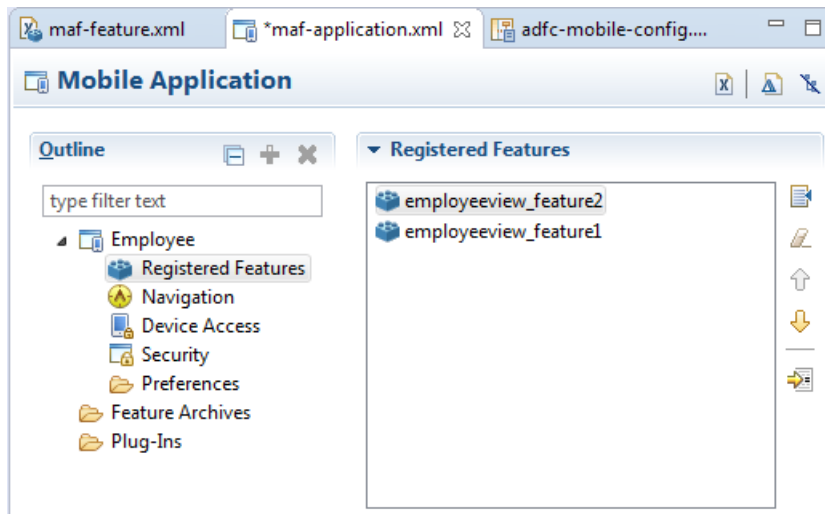 maf-feature.xml
*maf-application.xml
adfc-mobile-config....
Mobile Application
Outline
type filter text
Employee
Registered Features
Navigation
Device Access
Security
Preferences
Feature Archives
Plug-Ins
Registered Features
employeeview_feature2
employeeview_feature1